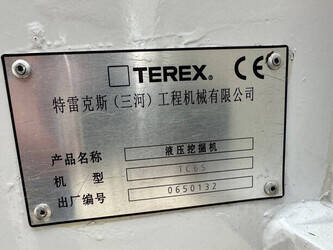 TEREX® CE
特雷克斯（三河）工程机械有限公司
产品名称 液压挖掘机
机型 TC65
出厂编号 0650132